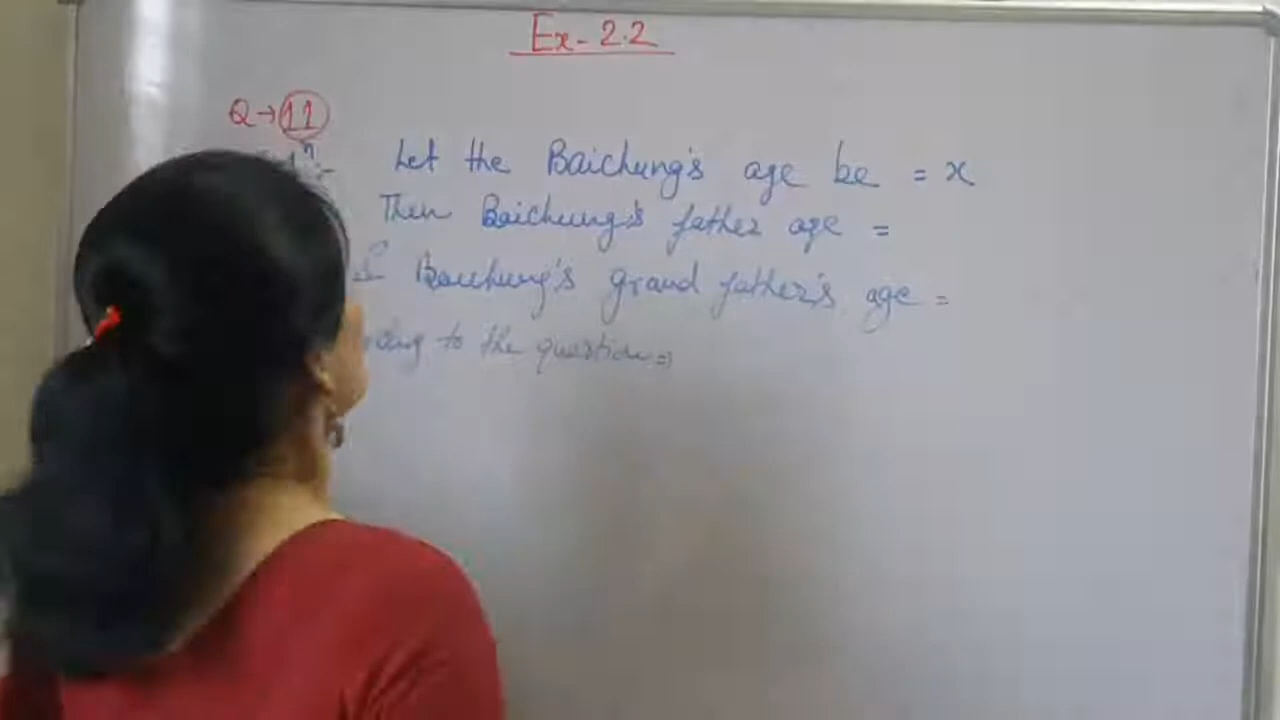 Ex-2.2
Q→11
Let the Baichung's age be = x
Then Baichung's father age =
Baichung's grand father's age =
to the question ⇒